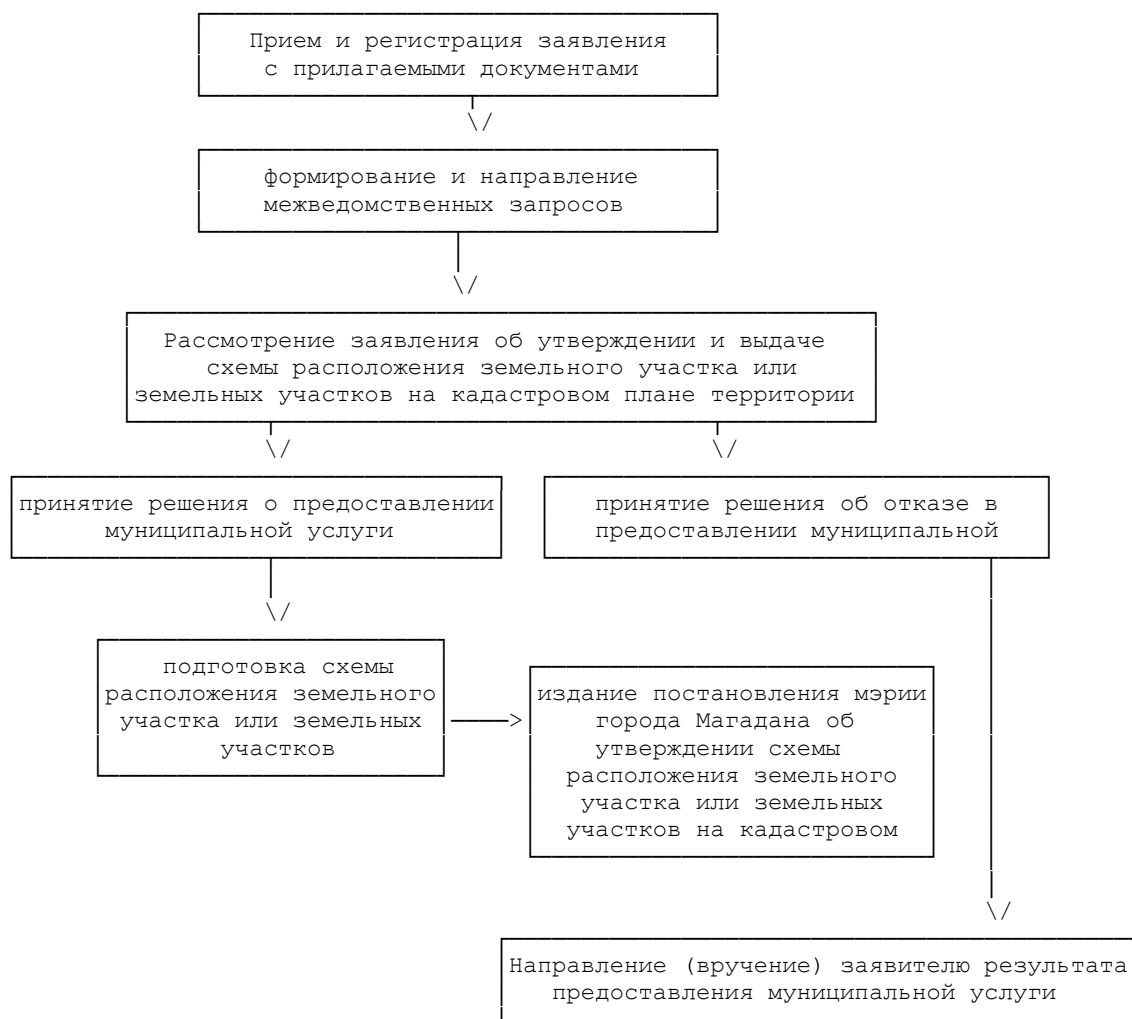 Прием и регистрация заявления
с прилагаемыми документами
формирование и направление
межведомственных запросов
Рассмотрение заявления об утверждении и выдаче
схемы расположения земельного участка или
земельных участков на кадастровом плане территории
принятие решения о предоставлении
муниципальной услуги
принятие решения об отказе в
предоставлении муниципальной
подготовка схемы
расположения земельного
участка или земельных
участков
издание постановления мэрии
города Магадана об
утверждении схемы
расположения земельного
участка или земельных
участков на кадастровом
Направление (вручение) заявителю результата
предоставления муниципальной услуги